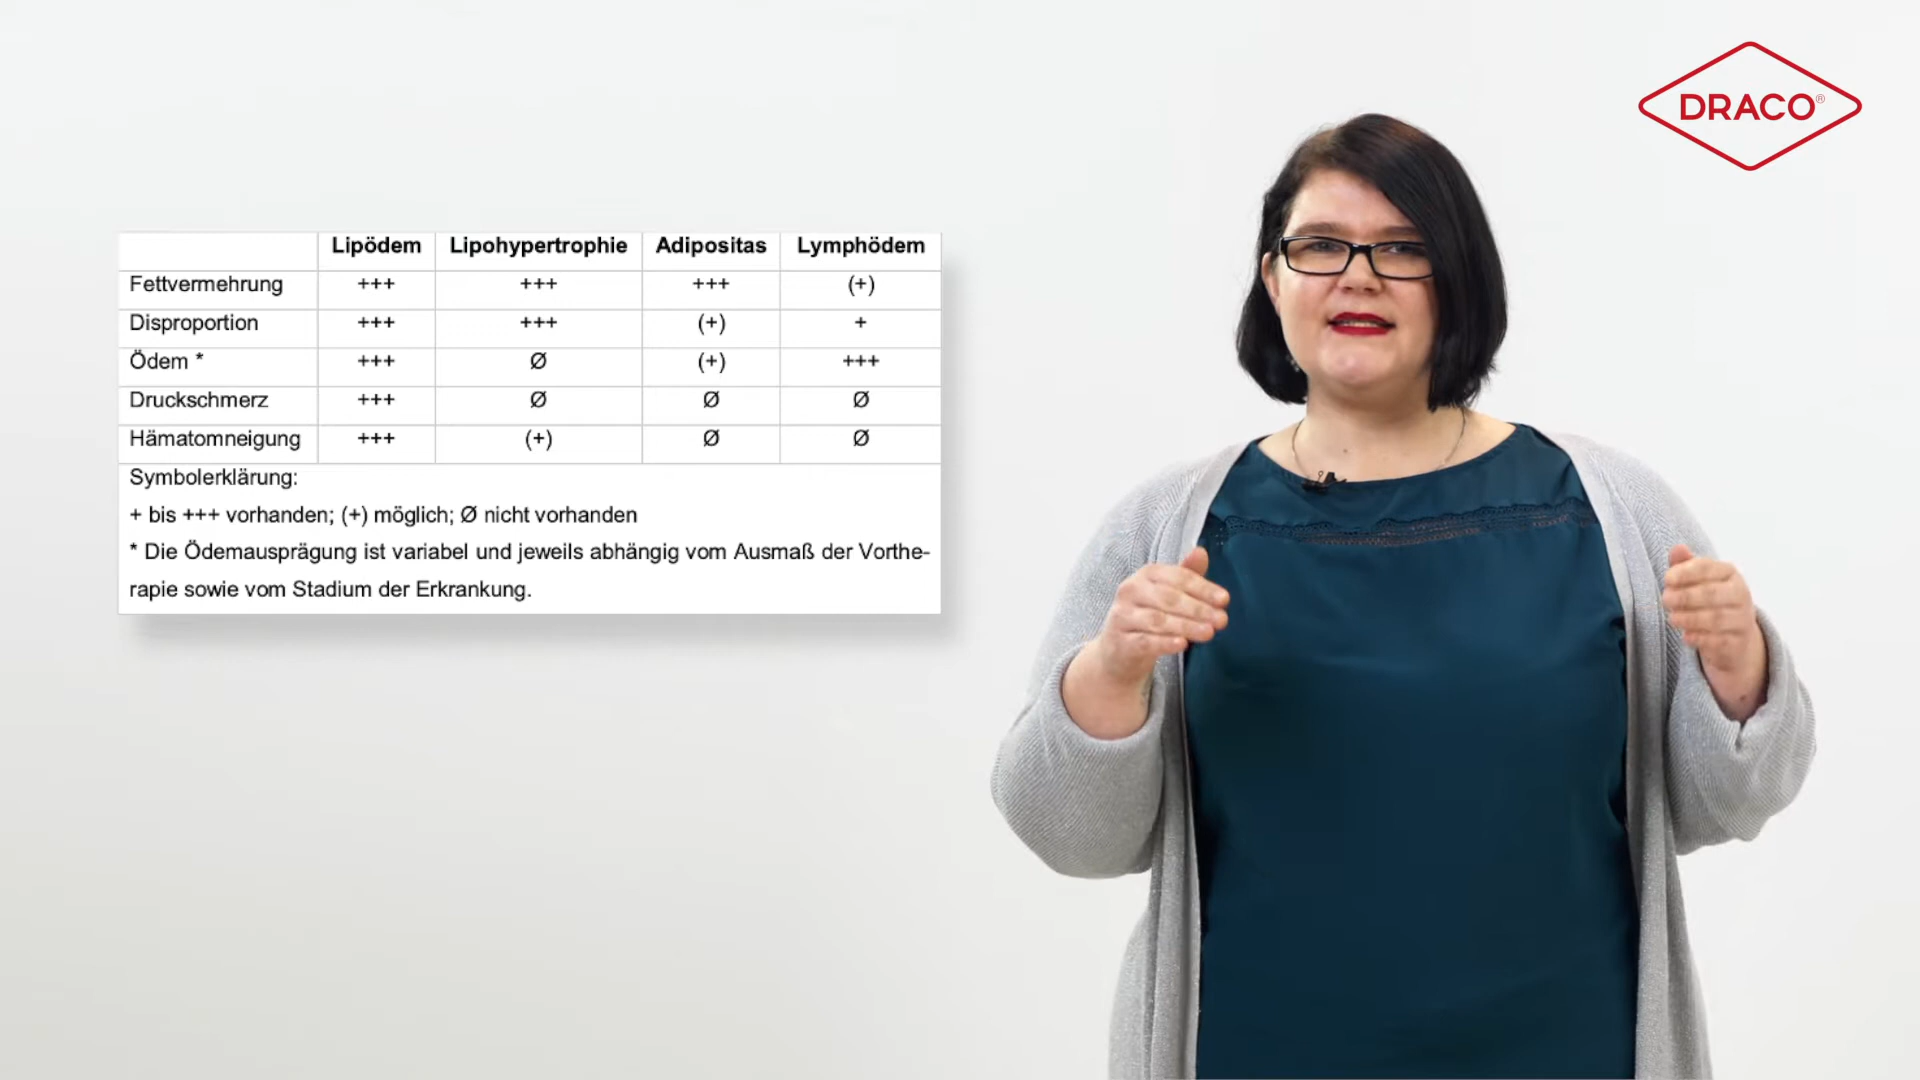 DRACO®
Lipödem Lipohypertrophie Adipositas Lymphödem
Fettvermehrung +++ +++ +++ (+)
Disproportion +++ +++ (+) +
Ödem * +++ Ø (+) +++
Druckschmerz +++ Ø Ø Ø
Hämatomneigung +++ (+) Ø Ø
Symbolerklärung:
+ bis +++ vorhanden; (+) möglich; Ø nicht vorhanden
* Die Ödemausprägung ist variabel und jeweils abhängig vom Ausmaß der Vorthe-
rapie sowie vom Stadium der Erkrankung.